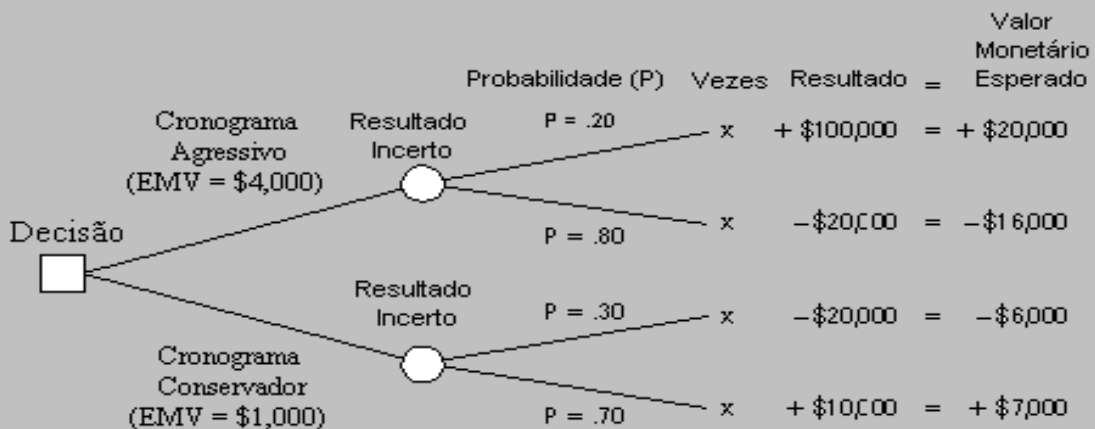 Valor
Monetário
Probabilidade (P) Vezes Resultado = Esperado
Cronograma
Agressivo
(EMV = $4,000)
Resultado
Incerto
P = .20 x + $100,000 = + $20,000
P = .80 x −$20,000 = −$16,000
Decisão
Resultado
Incerto
P = .30 x −$20,000 = −$6,000
Cronograma
Conservador
(EMV = $1,000)
P = .70 x + $10,000 = + $7,000